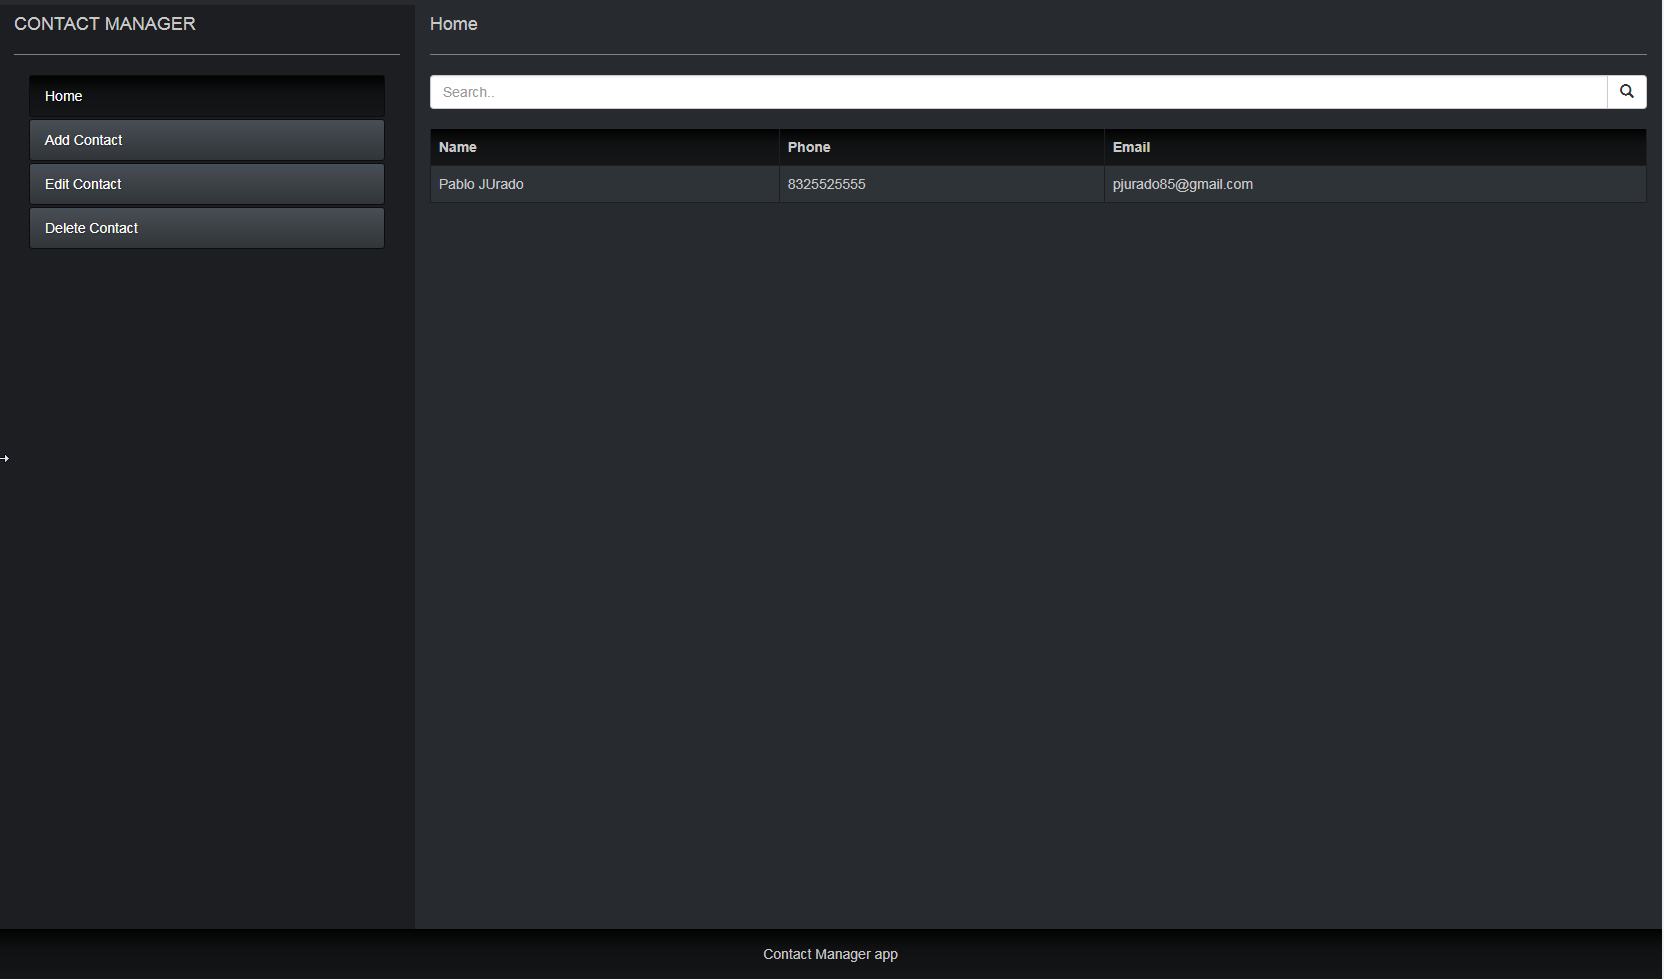 CONTACT MANAGER
Home
Add Contact
Edit Contact
Delete Contact
Home
Search..
Name Phone Email
Pablo JUrado 8325525555 pjurado85@gmail.com
Contact Manager app